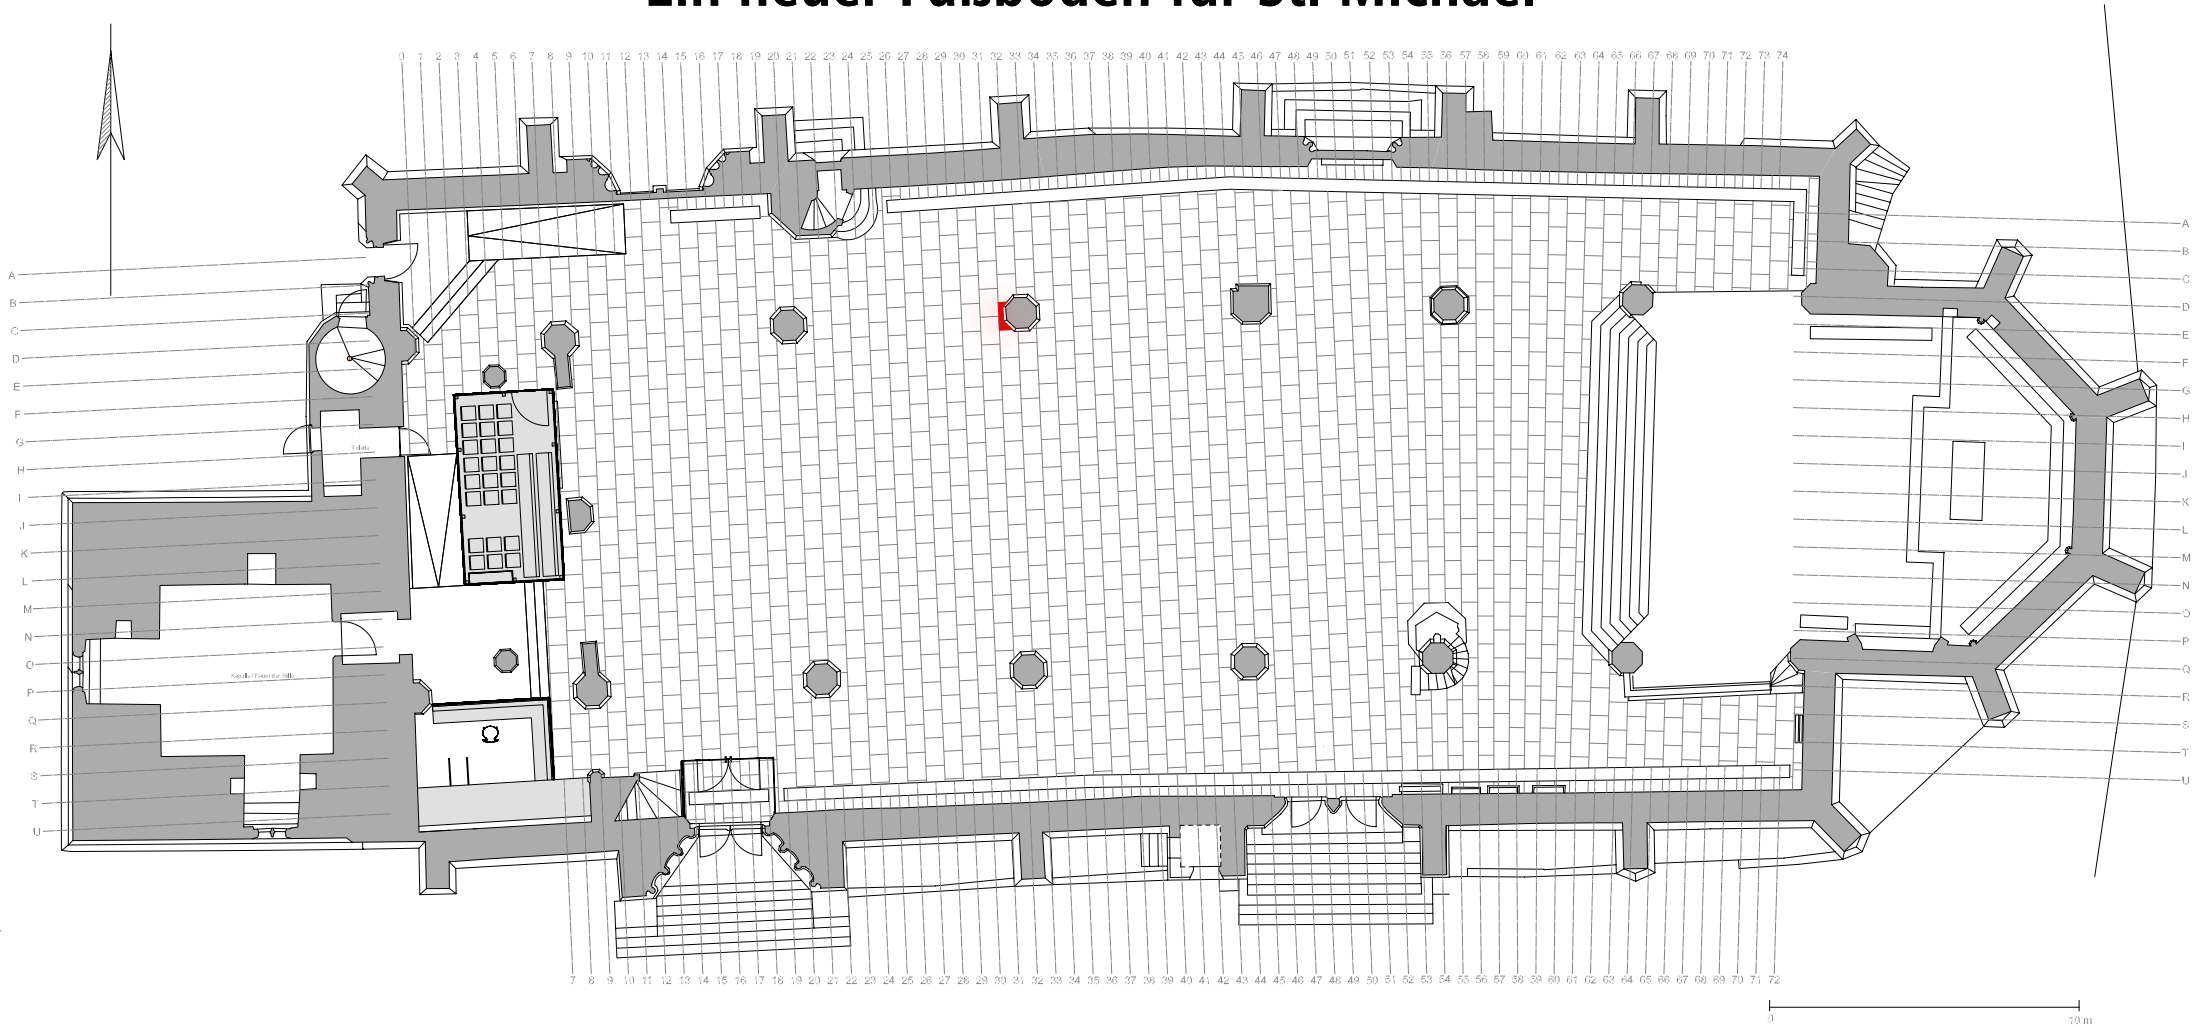 Ein neuer Fußboden für St. Michael
0 1 2 3 4 5 6 7 8 9 10 11 12 13 14 15 16 17 18 19 20 21 22 23 24 25 26 27 28 29 30 31 32 33 34 35 36 37 38 39 40 41 42 43 44 45 46 47 48 49 50 51 52 53 54 55 56 57 58 59 60 61 62 63 64 65 66 67 68 69 70 71 72 73 74
A
B
C
D
E
F
G
H
I
J
K
L
M
N
O
P
Q
R
S
T
U
A
B
C
D
E
F
G
H
I
J
K
L
M
N
O
P
Q
R
S
T
U
7 8 9 10 11 12 13 14 15 16 17 18 19 20 21 22 23 24 25 26 27 28 29 30 31 32 33 34 35 36 37 38 39 40 41 42 43 44 45 46 47 48 49 50 51 52 53 54 55 56 57 58 59 60 61 62 63 64 65 66 67 68 69 70 71 72
0 10 m